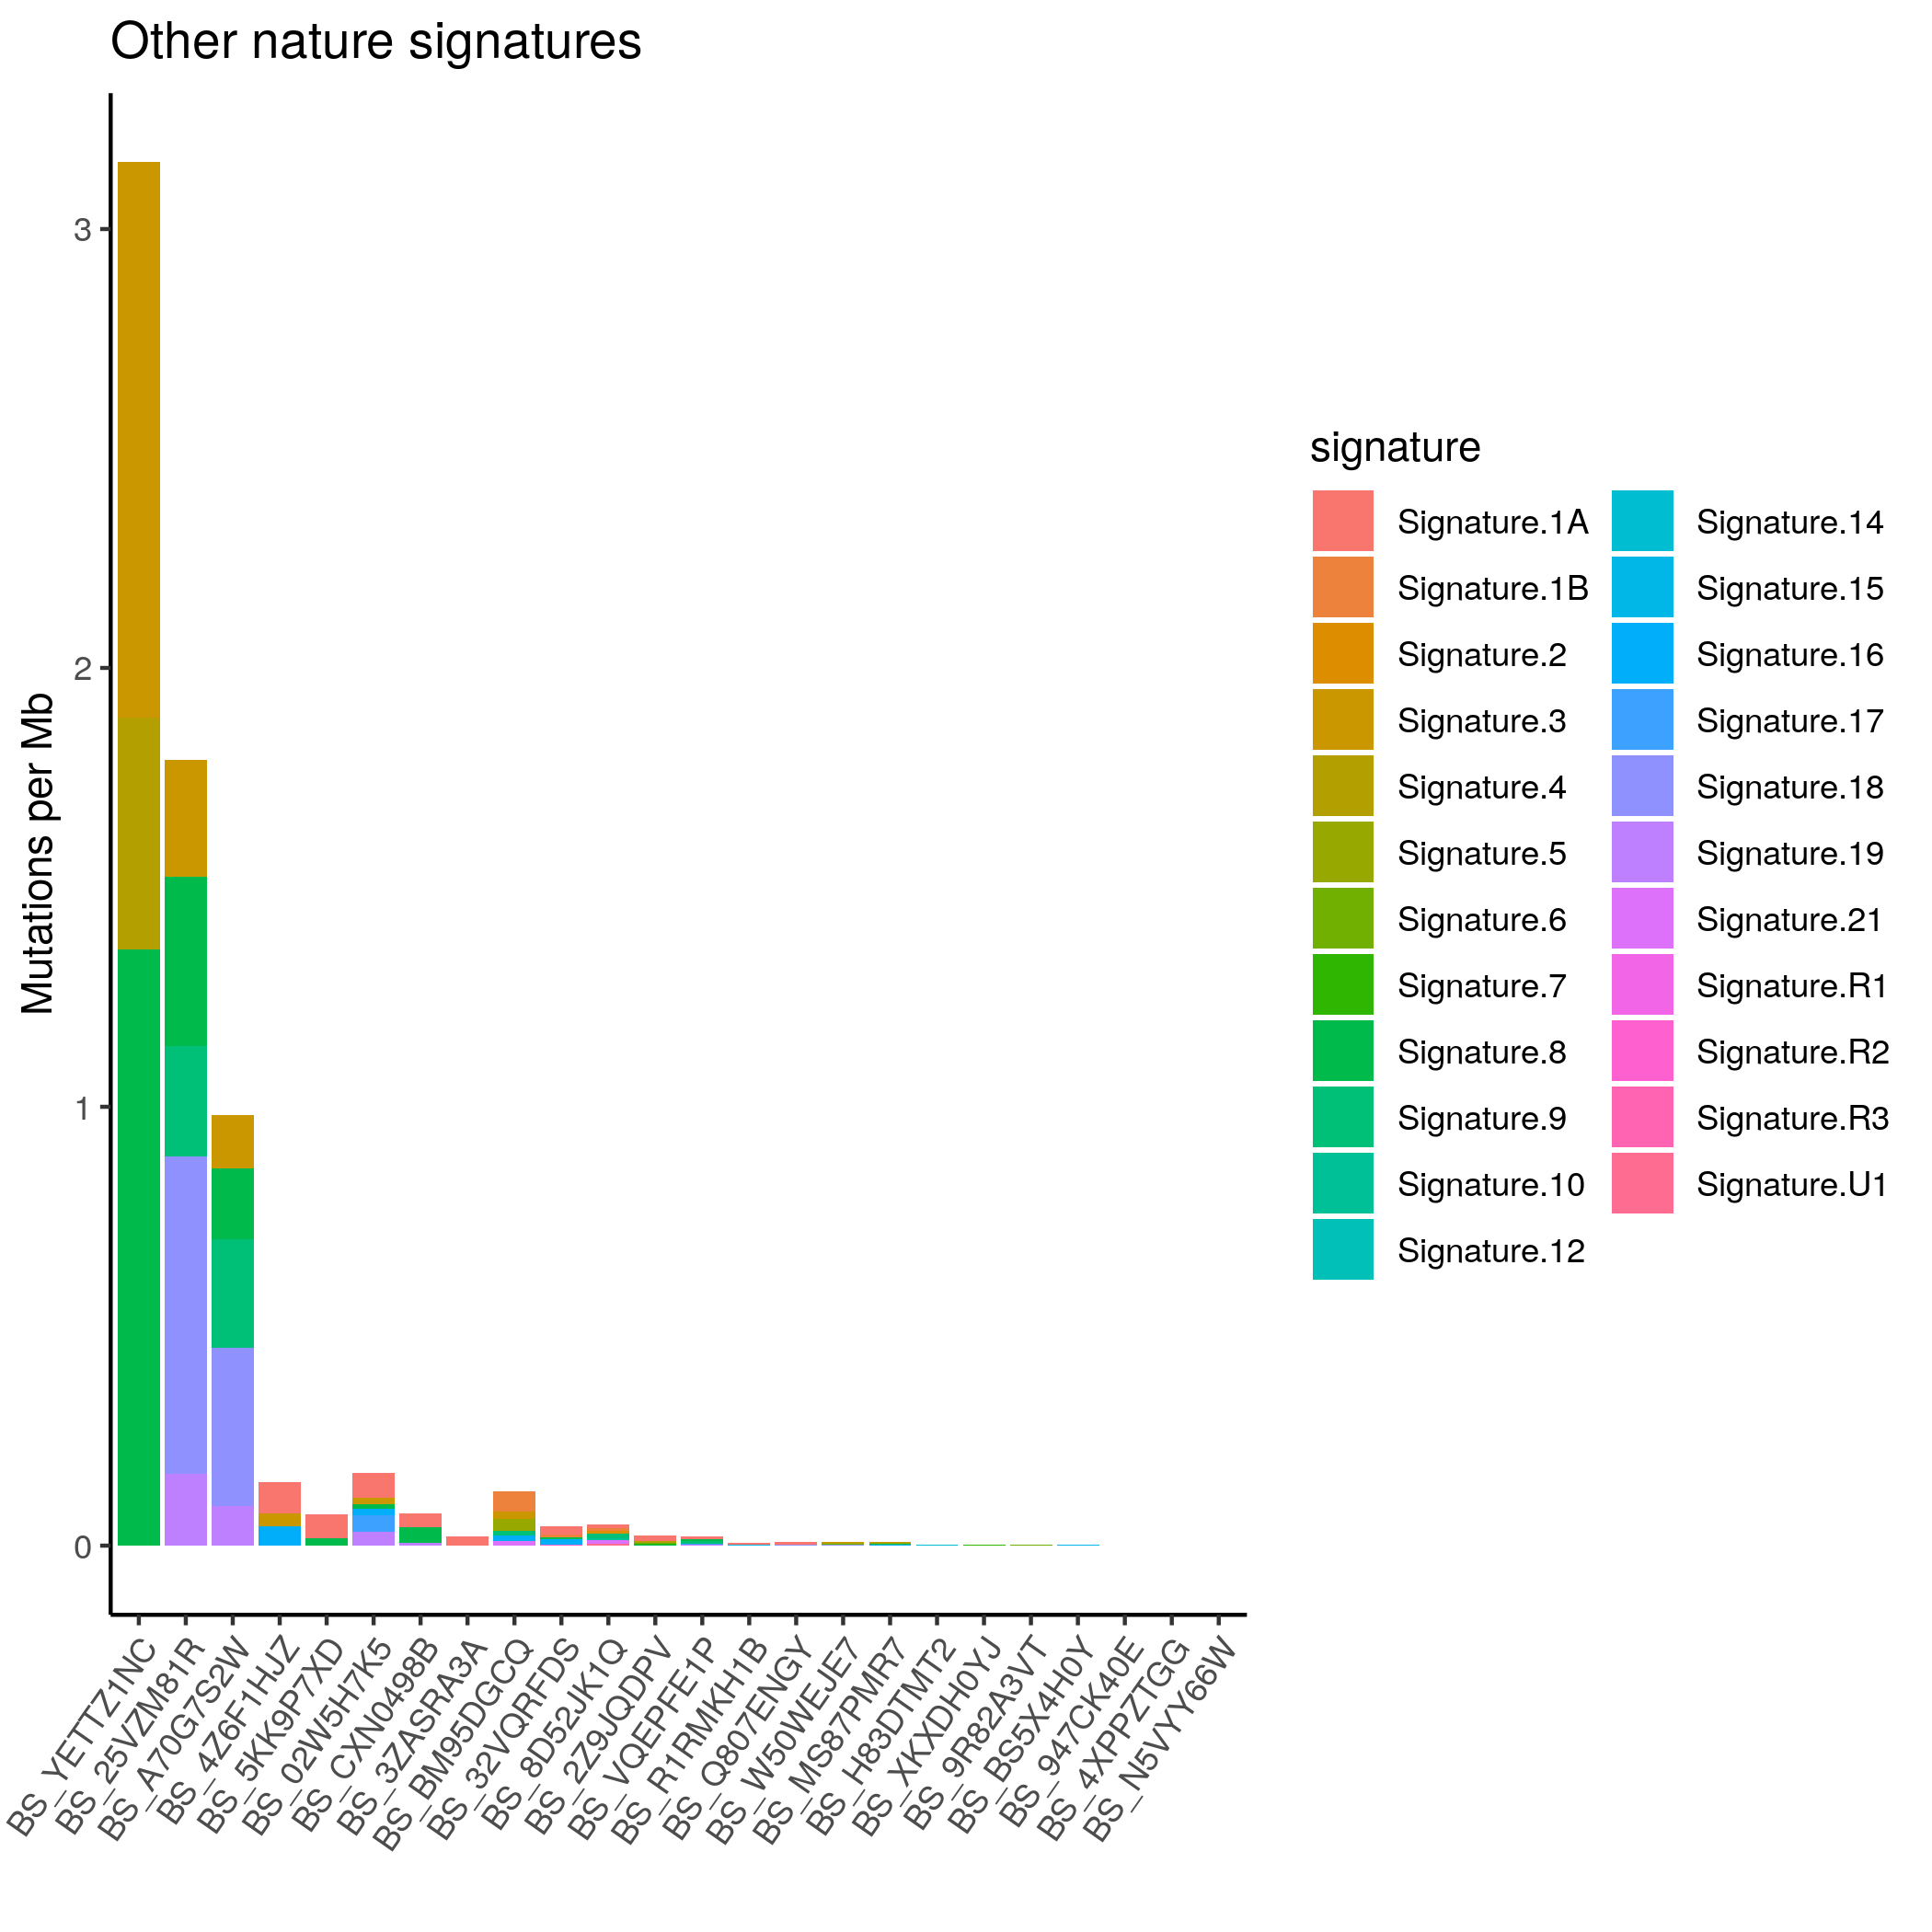 Other nature signatures
Mutations per Mb
3
2
1
0
BS_YETTZ1NC
BS_25VZM81R
BS_A70G7S2W
BS_4Z6F1HJZ
BS_5KK9P7XD
BS_02W5H7K5
BS_CXN0498B
BS_3ZASRA3A
BS_BM95DGCQ
BS_32VQRFDS
BS_8D52JK1Q
BS_2Z9JQDPV
BS_VQEPFE1P
BS_R1RMKH1B
BS_Q807ENGY
BS_W50WEJE7
BS_MS87PMR7
BS_H83DTMT2
BS_XKXDH0YJ
BS_9R82A3VT
BS_BS5X4H0Y
BS_947CK40E
BS_4XPPZTGG
BS_N5VYY66W
signature
Signature.1A
Signature.1B
Signature.2
Signature.3
Signature.4
Signature.5
Signature.6
Signature.7
Signature.8
Signature.9
Signature.10
Signature.12
Signature.14
Signature.15
Signature.16
Signature.17
Signature.18
Signature.19
Signature.21
Signature.R1
Signature.R2
Signature.R3
Signature.U1